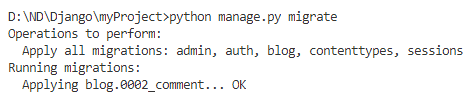 D:\ND\Django\myProject>python manage.py migrate
Operations to perform:
  Apply all migrations: admin, auth, blog, contenttypes, sessions
Running migrations:
  Applying blog.0002_comment... OK